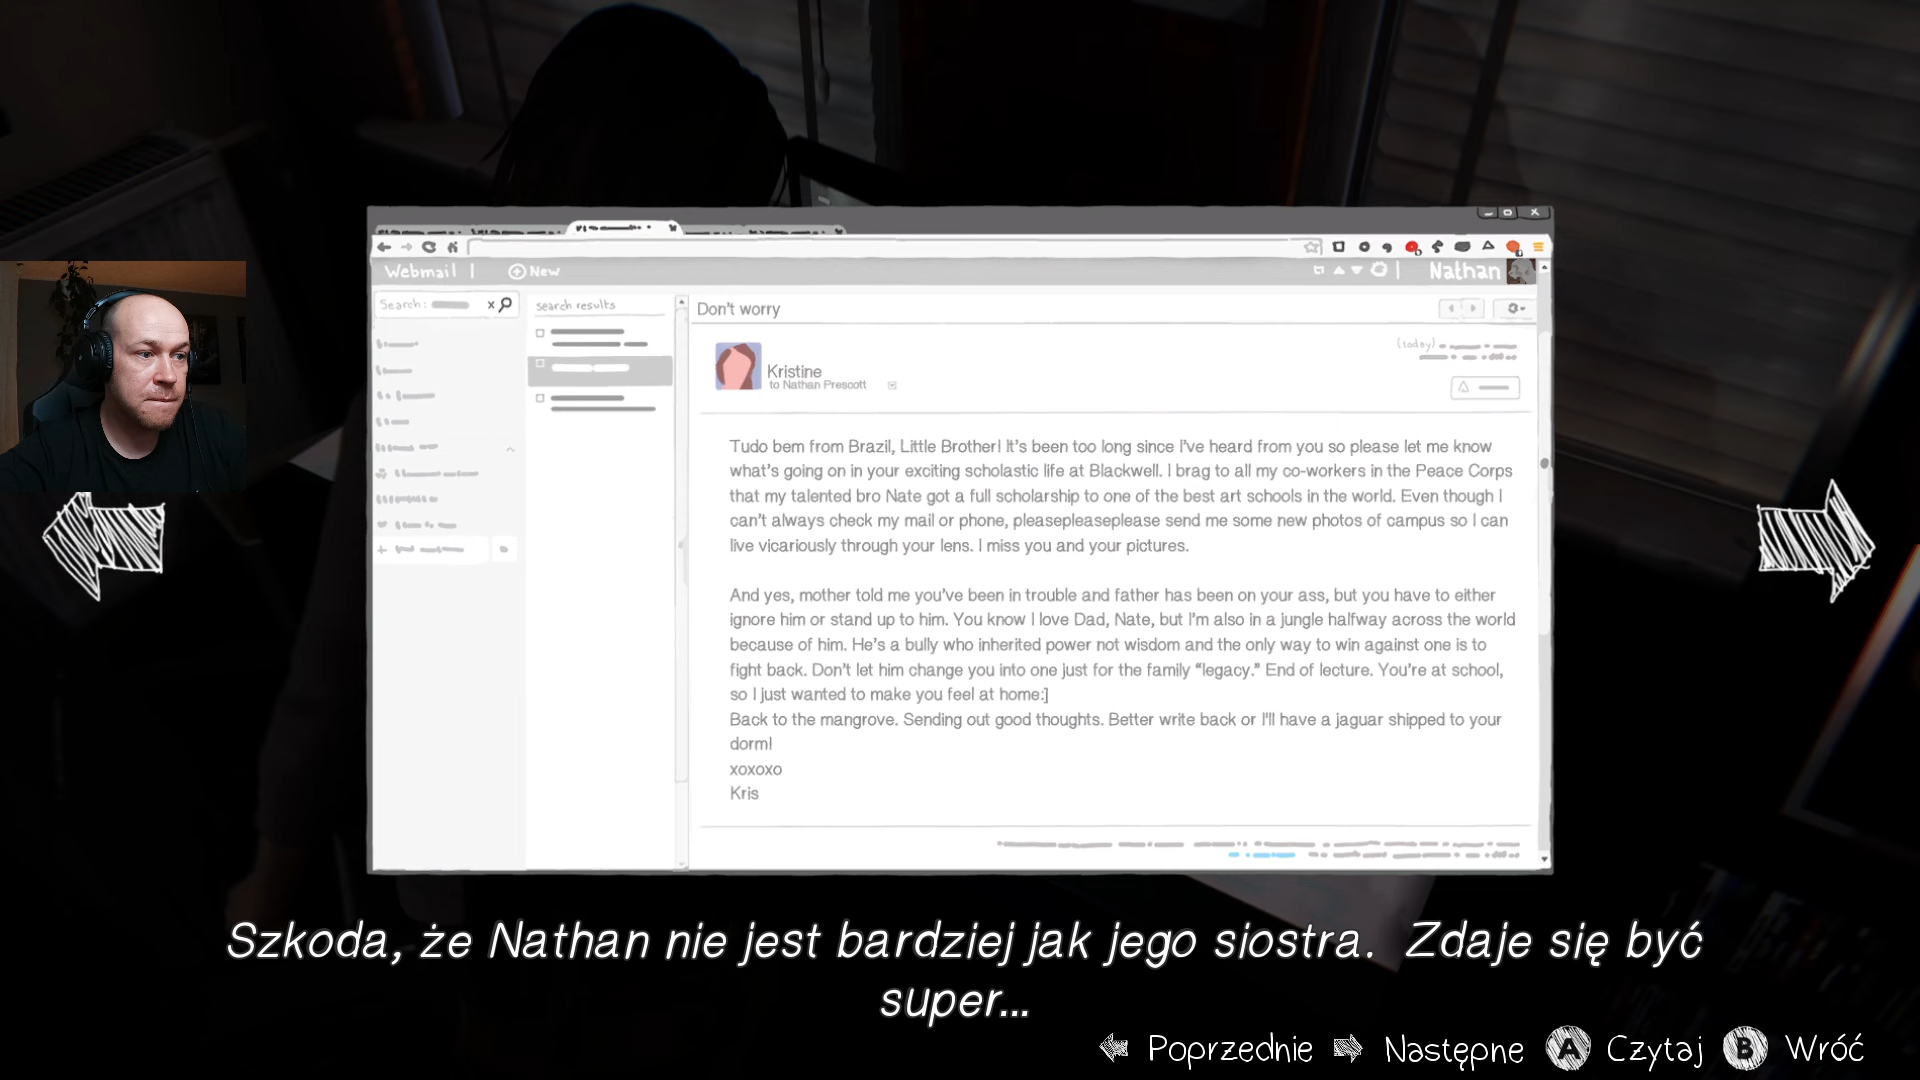 Webmail |
New
Nathan
Search:
search results
Don't worry
(today)
Kristine
to Nathan Prescott
Tudo bem from Brazil, Little Brother! It's been too long since I've heard from you so please let me know
what's going on in your exciting scholastic life at Blackwell. I brag to all my co-workers in the Peace Corps
that my talented bro Nate got a full scholarship to one of the best art schools in the world. Even though I
can't always check my mail or phone, pleasepleaseplease send me some new photos of campus so I can
live vicariously through your lens. I miss you and your pictures.
And yes, mother told me you've been in trouble and father has been on your ass, but you have to either
ignore him or stand up to him. You know I love Dad, Nate, but I'm also in a jungle halfway across the world
because of him. He's a bully who inherited power not wisdom and the only way to win against one is to
fight back. Don't let him change you into one just for the family “legacy.” End of lecture. You're at school,
so I just wanted to make you feel at home:]
Back to the mangrove. Sending out good thoughts. Better write back or I'll have a jaguar shipped to your
dorm!
xoxoxo
Kris
Szkoda, że Nathan nie jest bardziej jak jego siostra. Zdaje się być
super...
Poprzednie Następne A Czytaj B Wróć